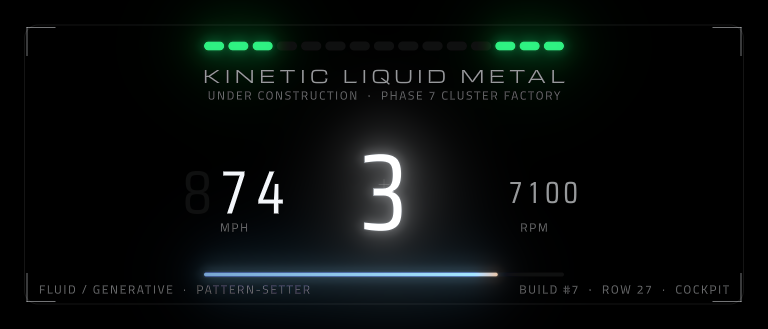 KINETIC LIQUID METAL
UNDER CONSTRUCTION · PHASE 7 CLUSTER FACTORY
74
MPH
3
7100
RPM
FLUID / GENERATIVE · PATTERN-SETTER
BUILD #7 · ROW 27 · COCKPIT